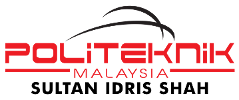 POLITEKNIK
MALAYSIA
SULTAN IDRIS SHAH